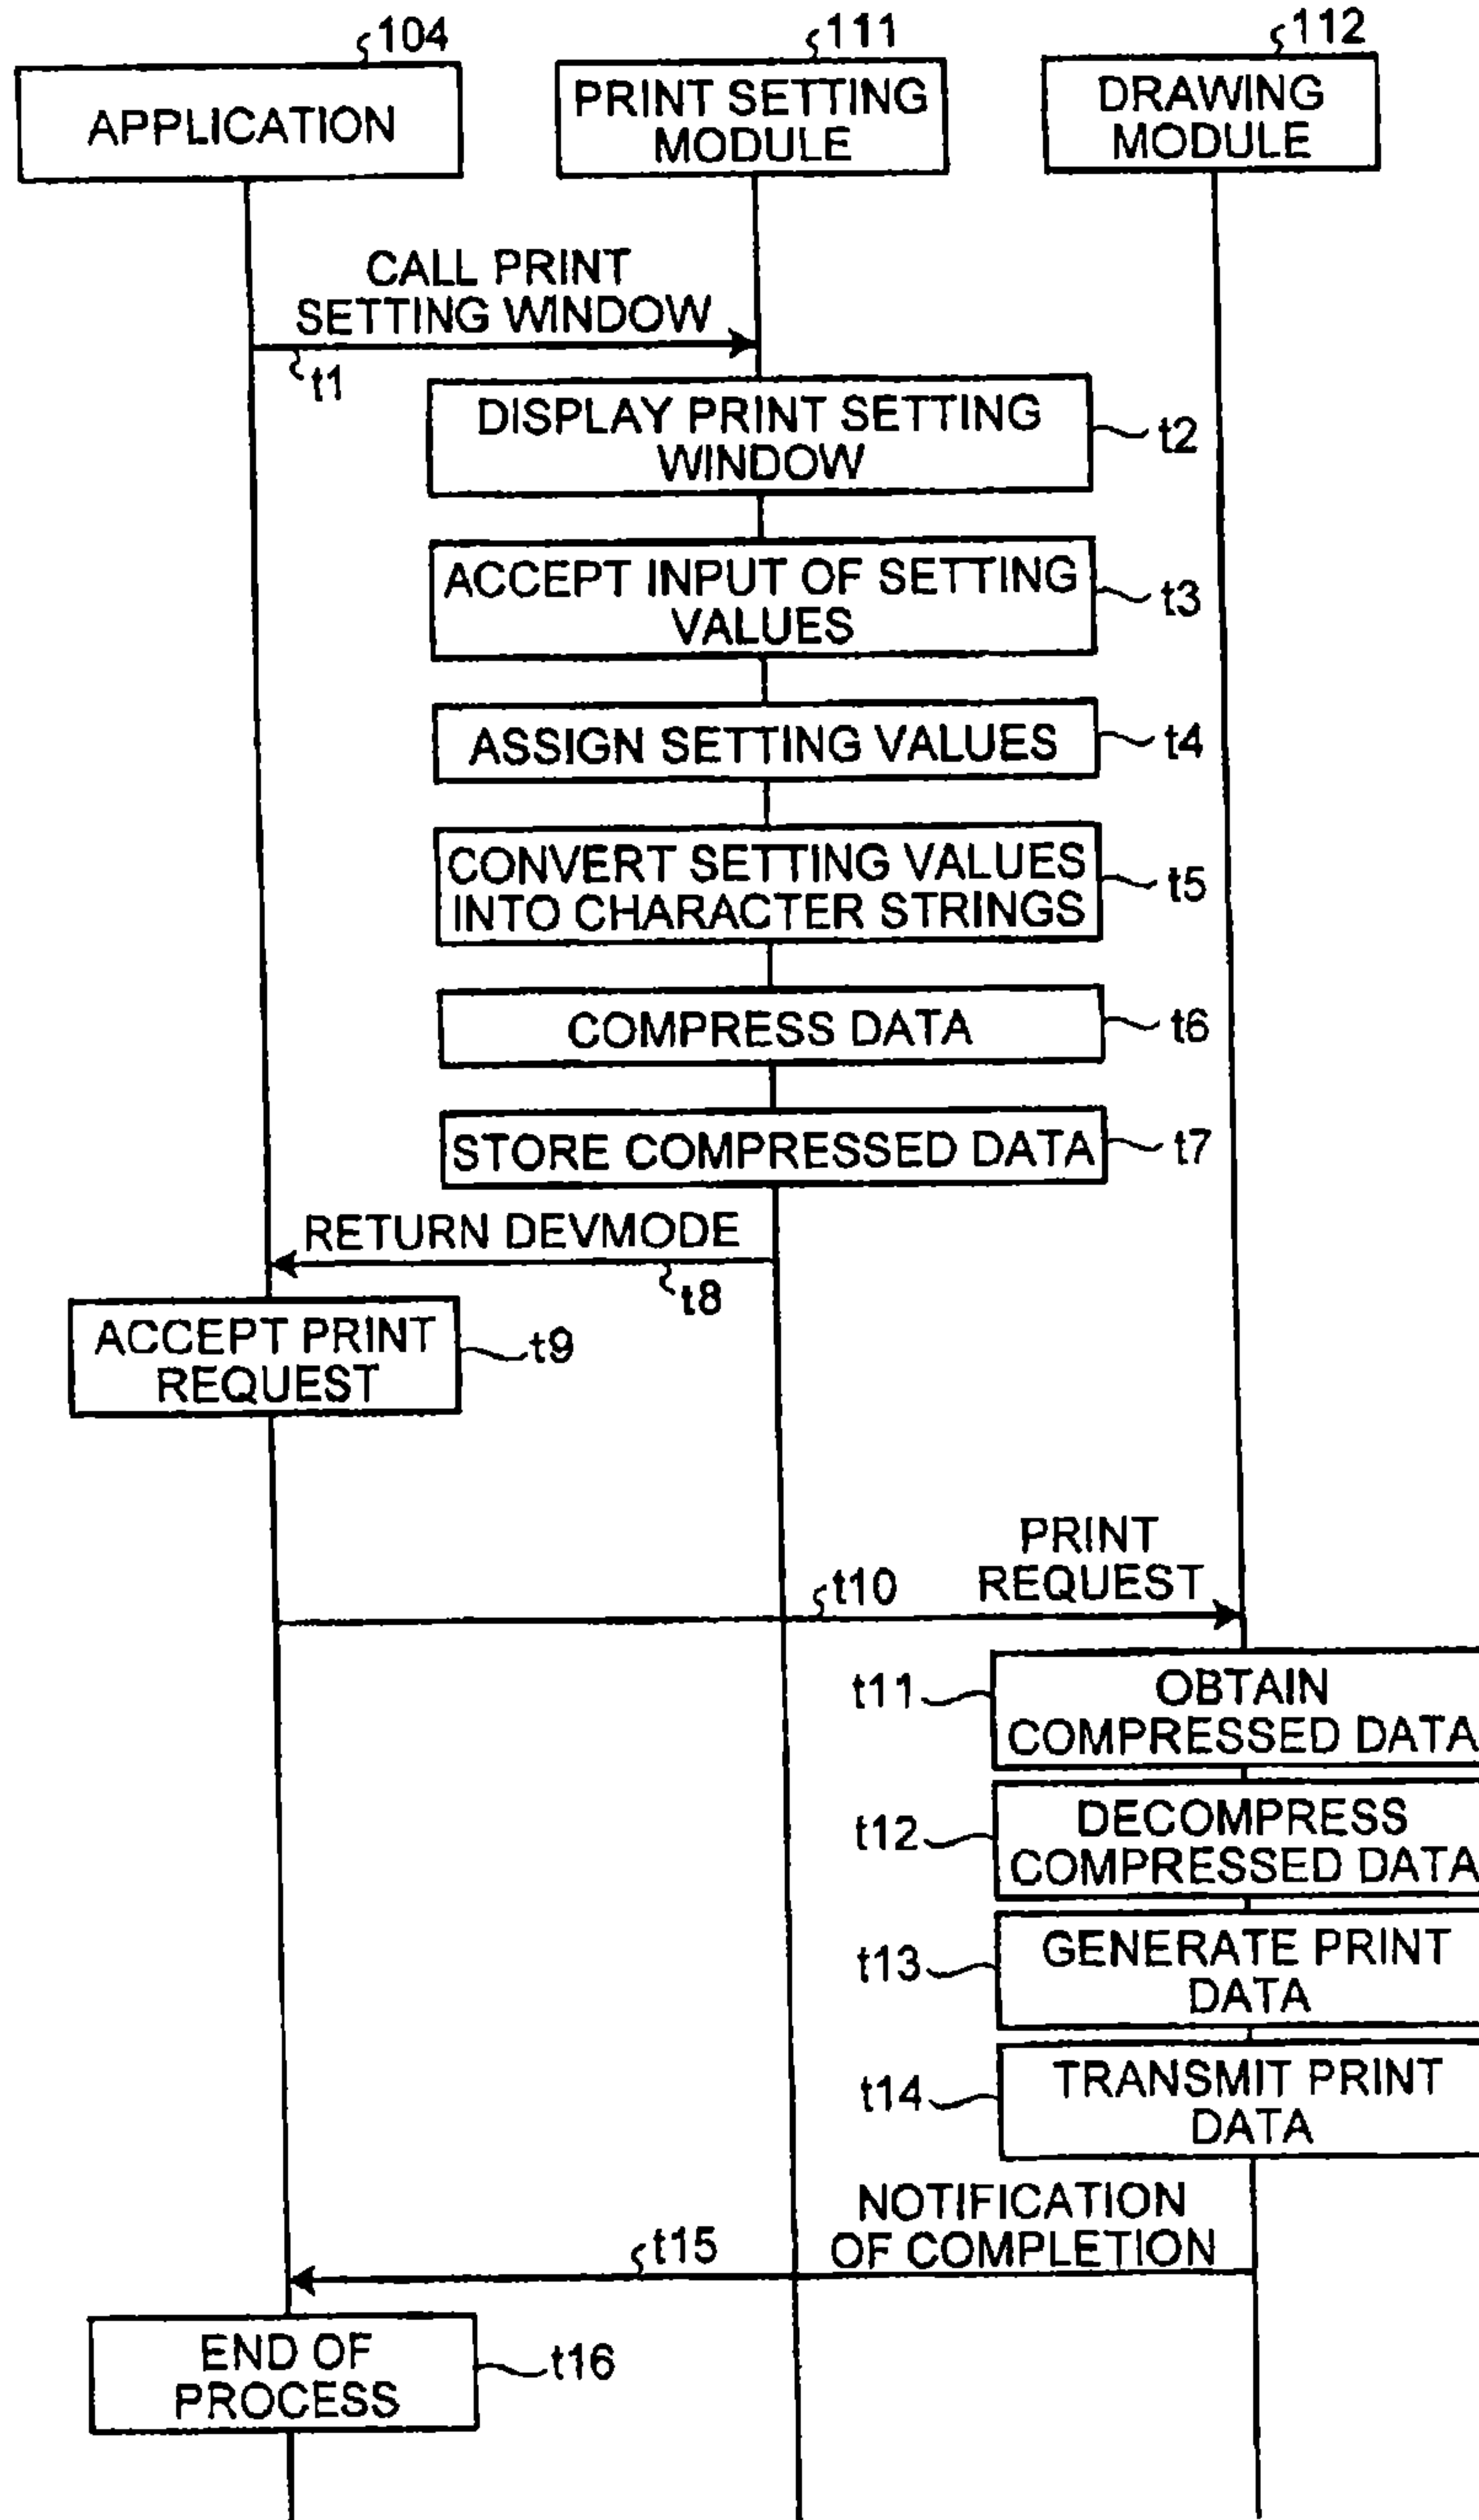 104
111
112
APPLICATION
PRINT SETTING
MODULE
DRAWING
MODULE
CALL PRINT
SETTING WINDOW
t1
DISPLAY PRINT SETTING
WINDOW
t2
ACCEPT INPUT OF SETTING
VALUES
t3
ASSIGN SETTING VALUES
t4
CONVERT SETTING VALUES
INTO CHARACTER STRINGS
t5
COMPRESS DATA
t6
STORE COMPRESSED DATA
t7
RETURN DEVMODE
t8
ACCEPT PRINT
REQUEST
t9
PRINT
REQUEST
t10
t11
OBTAIN
COMPRESSED DATA
t12
DECOMPRESS
COMPRESSED DATA
t13
GENERATE PRINT
DATA
t14
TRANSMIT PRINT
DATA
NOTIFICATION
OF COMPLETION
t15
END OF
PROCESS
t16